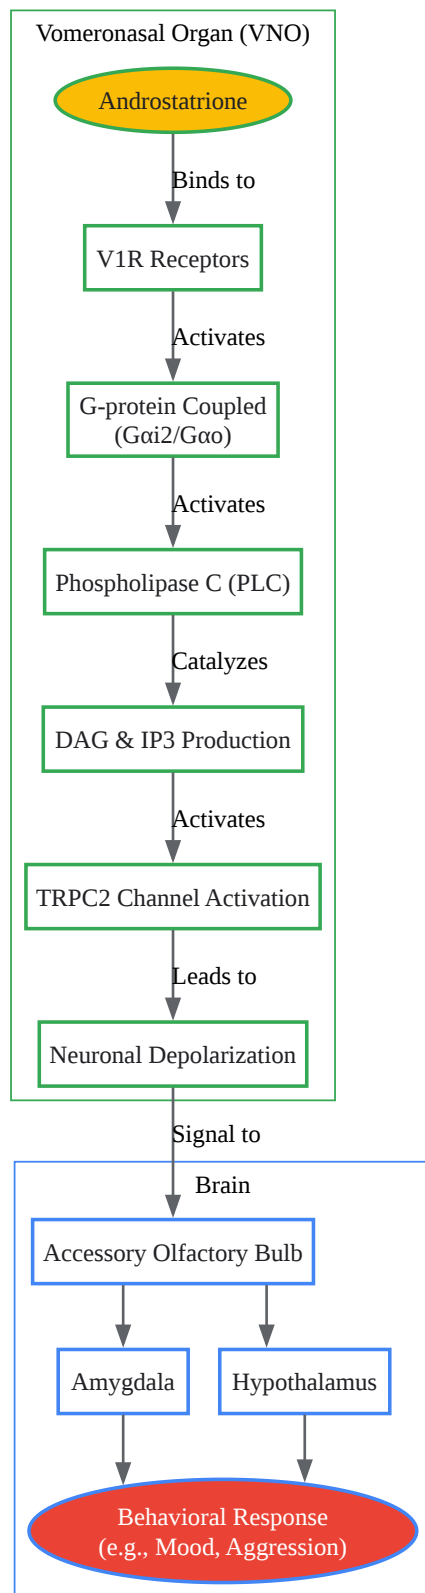 Vomeronasal Organ (VNO)
Androstatrione
Binds to
V1R Receptors
Activates
G-protein Coupled
(Gαi2/Gαo)
Activates
Phospholipase C (PLC)
Catalyzes
DAG & IP3 Production
Activates
TRPC2 Channel Activation
Leads to
Neuronal Depolarization
Signal to
Brain
Accessory Olfactory Bulb
Amygdala
Hypothalamus
Behavioral Response
(e.g., Mood, Aggression)